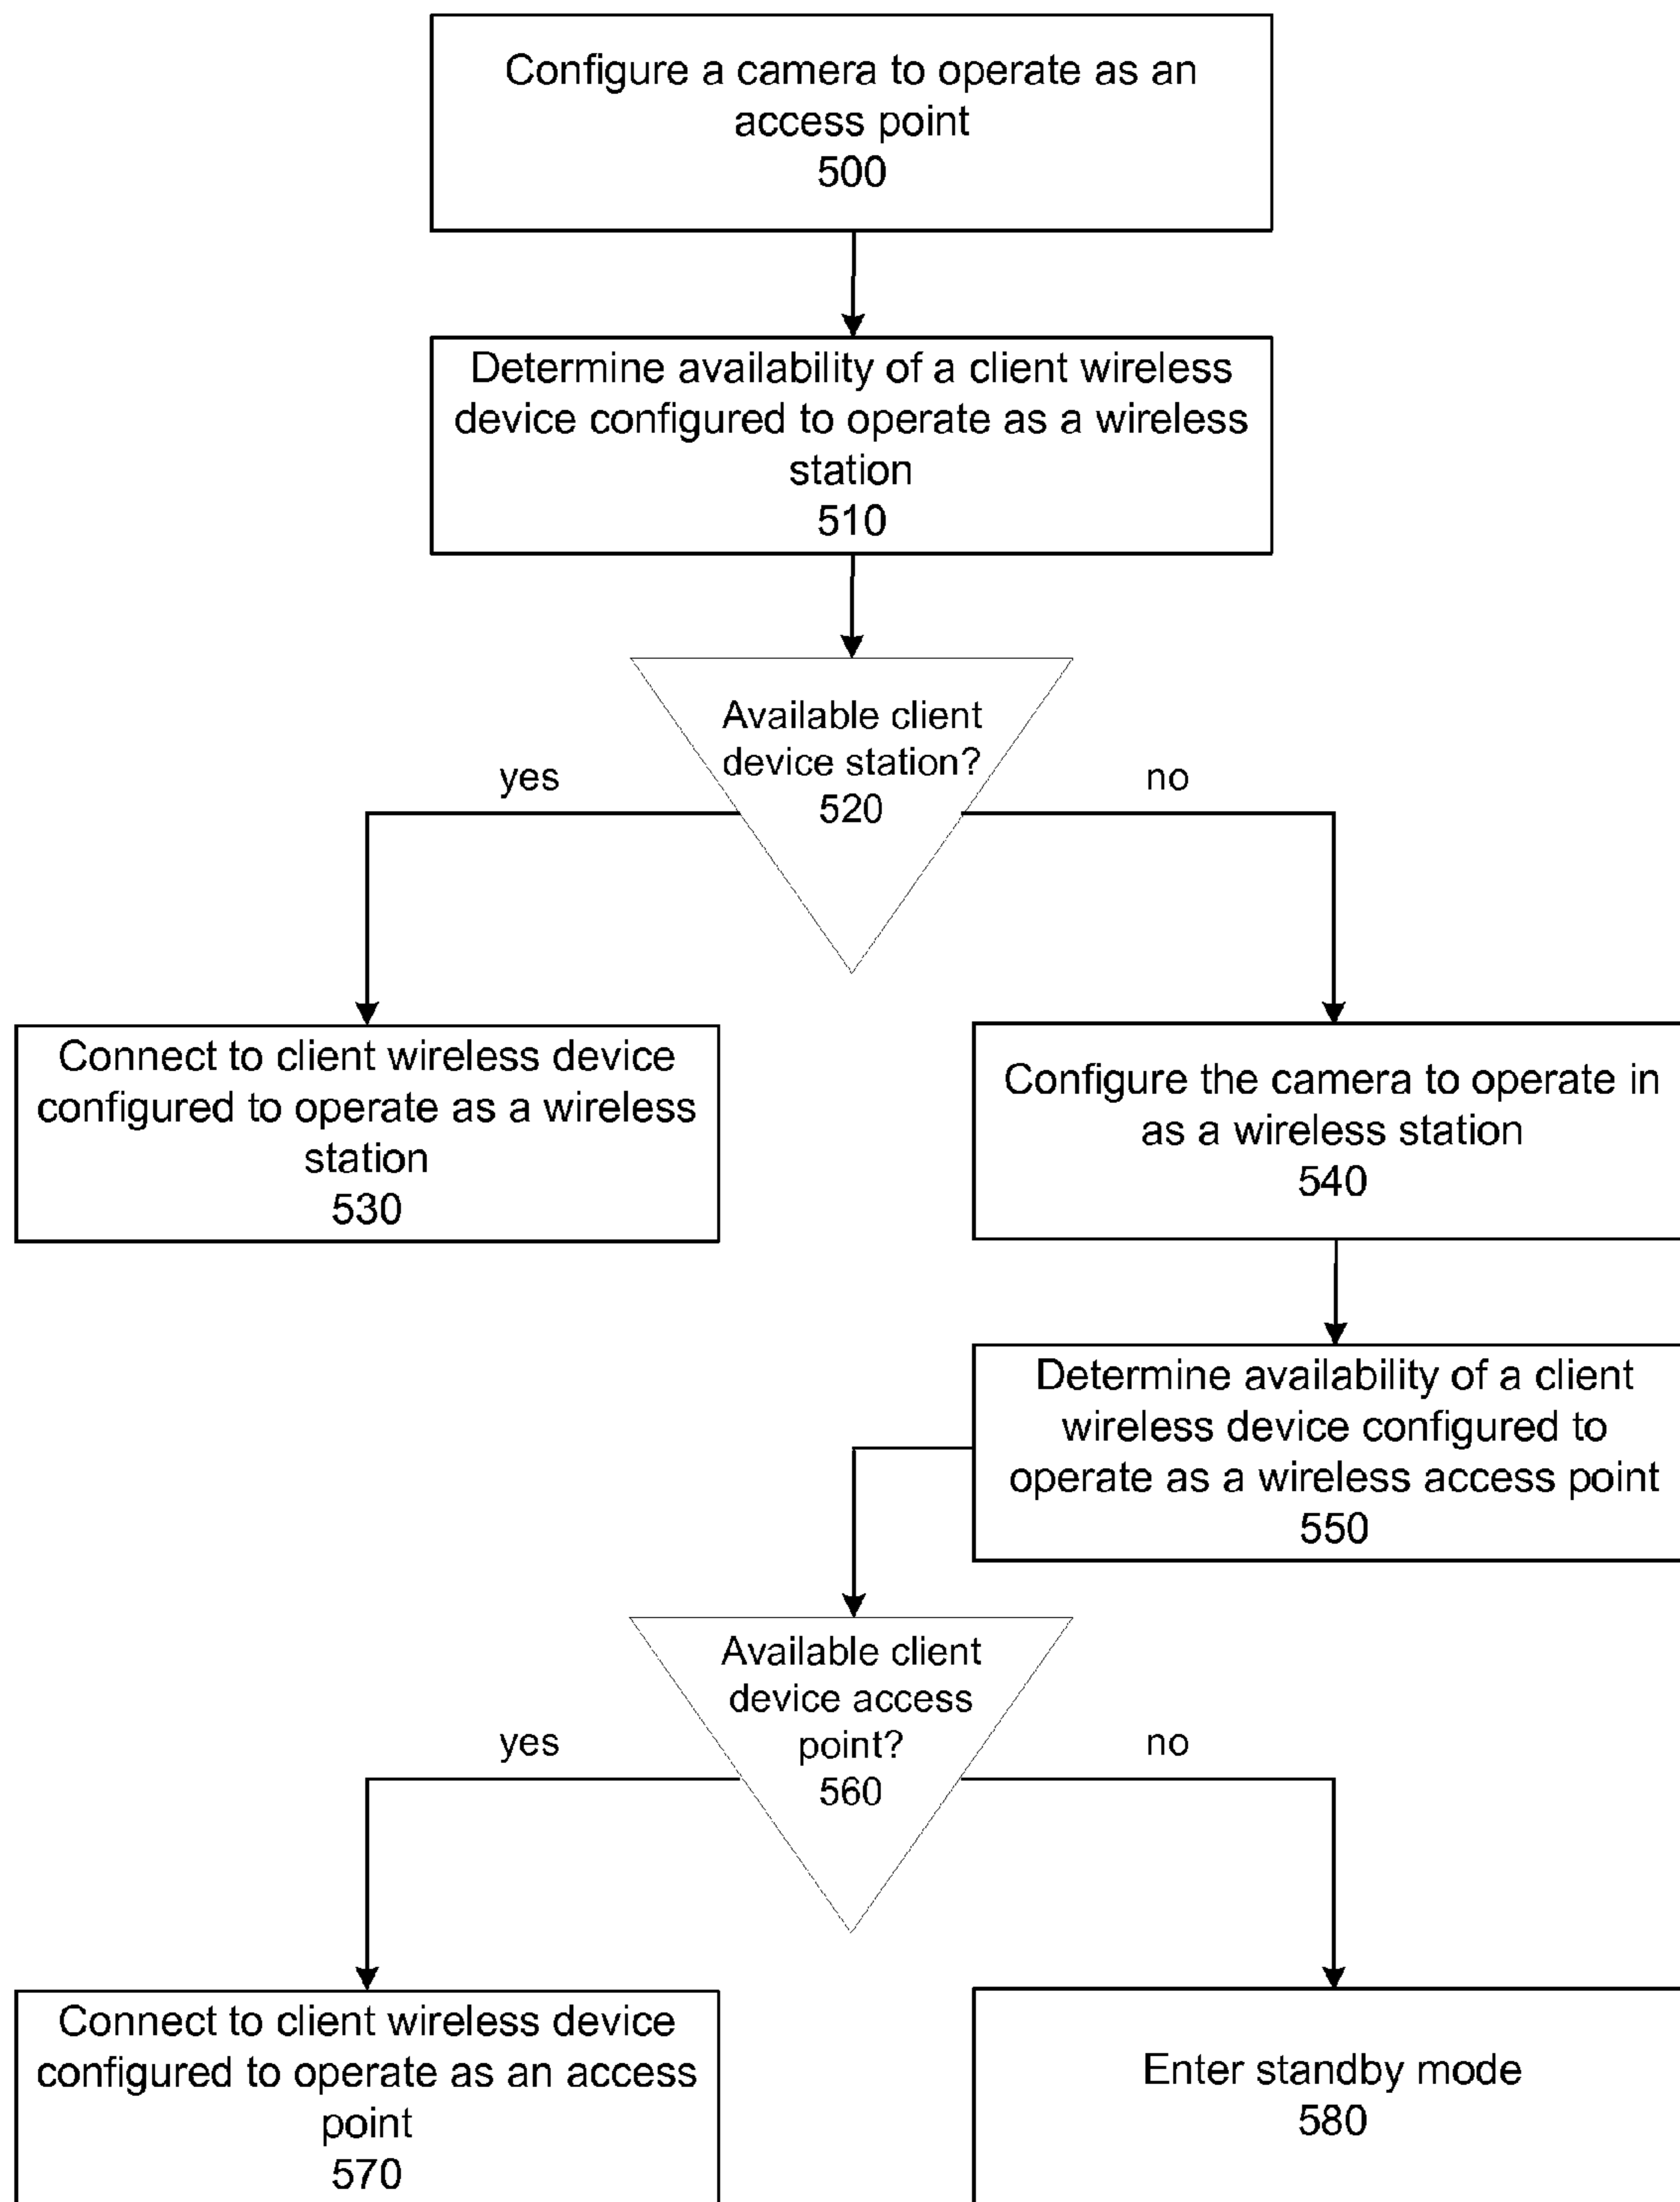 Configure a camera to operate as an
access point
500
Determine availability of a client wireless
device configured to operate as a wireless
station
510
Available client
device station?
520
yes
no
Connect to client wireless device
configured to operate as a wireless
station
530
Configure the camera to operate in
as a wireless station
540
Determine availability of a client
wireless device configured to
operate as a wireless access point
550
Available client
device access
point?
560
yes
no
Connect to client wireless device
configured to operate as an access
point
570
Enter standby mode
580